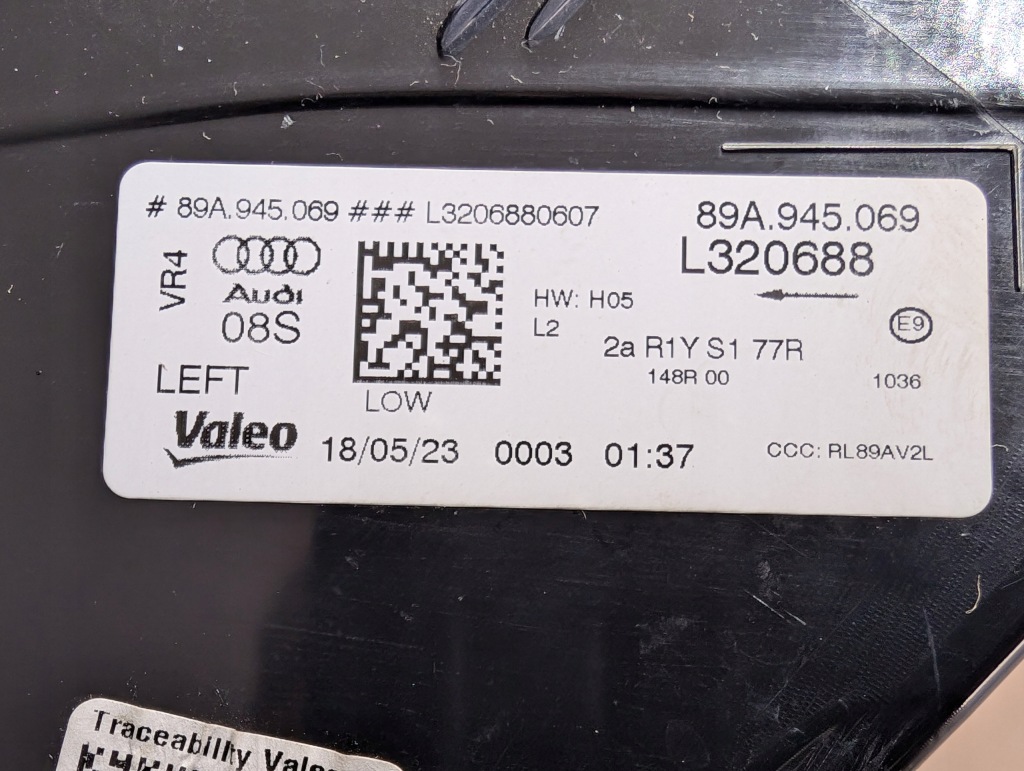 # 89A.945.069 ### L3206880607
89A.945.069
L320688
VR4
Audi
08S
HW: H05
L2
E9
2a R1Y S1 77R
148R 00
1036
LEFT
LOW
Valeo
18/05/23 0003 01:37
CCC: RL89AV2L
Traceability Valeo